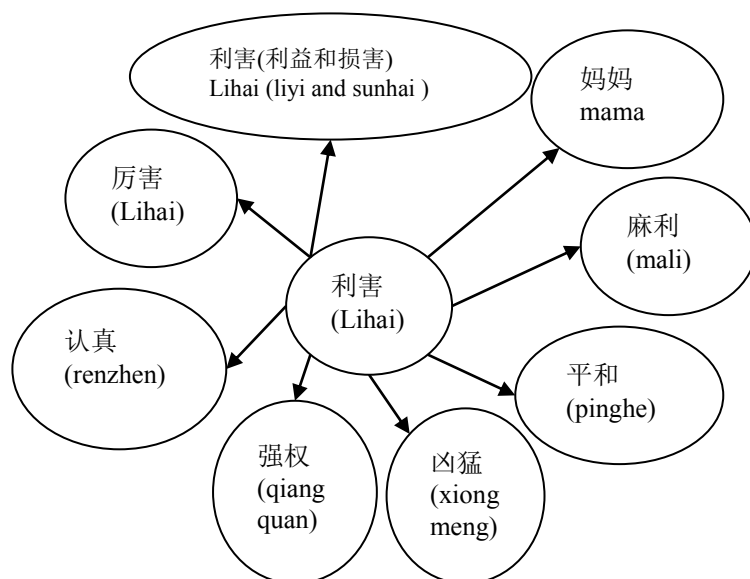 利害(利益和损害)
Lihai (liyi and sunhai )
妈妈
mama
厉害
(Lihai)
麻利
(mali)
利害
(Lihai)
认真
(renzhen)
平和
(pinghe)
强权
(qiang
quan)
凶猛
(xiong
meng)